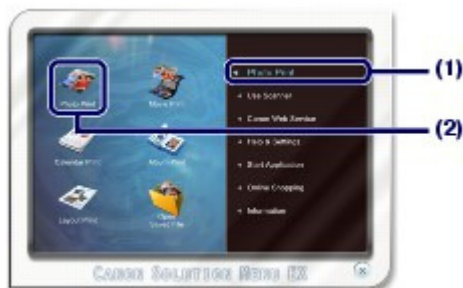 Photo Print
Movie Print
Calendar Print
Album Print
Layout Print
Open
Saved File
Photo Print
Use Scanner
Canon Web Service
Help & Settings
Start Application
Online Shopping
Information
(1)
(2)
CANON SOLUTION MENU EX